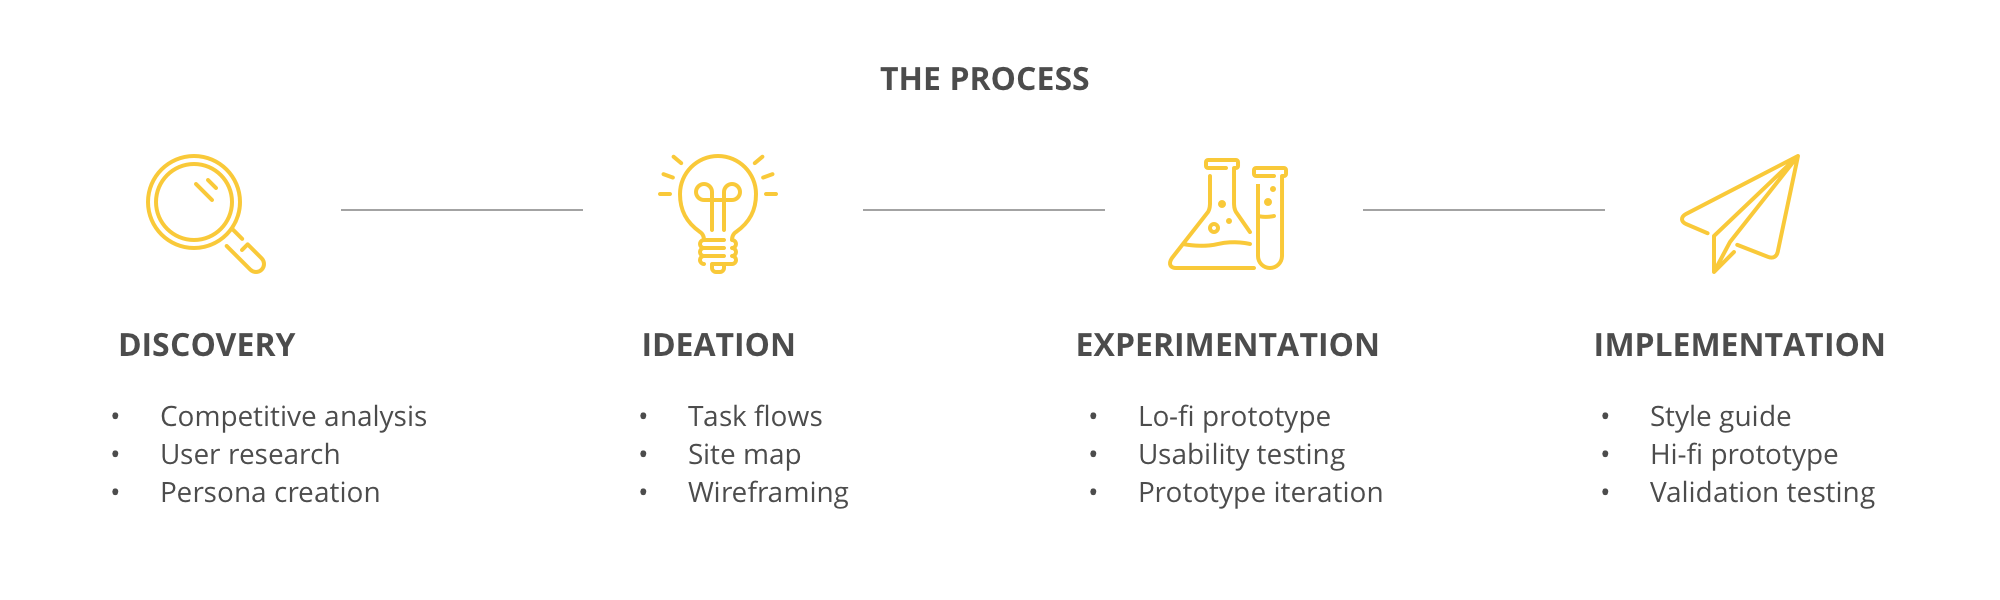 THE PROCESS
DISCOVERY
• Competitive analysis
• User research
• Persona creation
IDEATION
• Task flows
• Site map
• Wireframing
EXPERIMENTATION
• Lo-fi prototype
• Usability testing
• Prototype iteration
IMPLEMENTATION
• Style guide
• Hi-fi prototype
• Validation testing